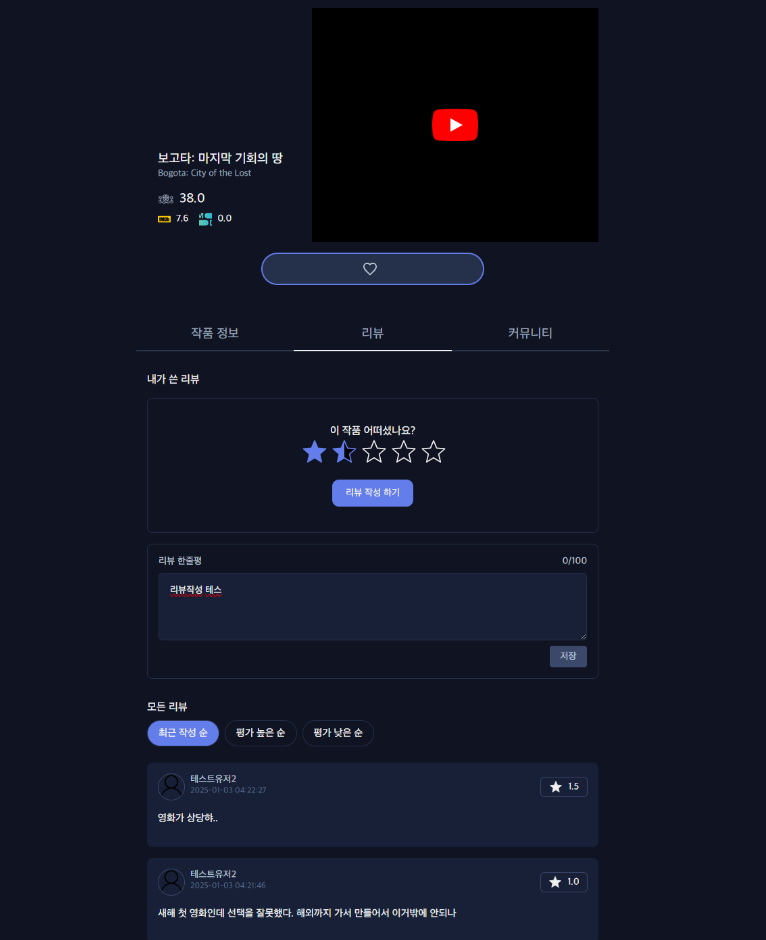 보고타: 마지막 기회의 땅
Bogota: City of the Lost
38.0
IMDb 7.6 0.0
작품 정보 리뷰 커뮤니티
내가 쓴 리뷰
이 작품 어떠셨나요?
리뷰 작성 하기
리뷰 한줄평 0/100
리뷰작성 테스
저장
모든 리뷰
최근 작성 순 평가 높은 순 평가 낮은 순
테스트유저2
2025-01-03 04:22:27
1.5
영화가 상당햐..
테스트유저2
2025-01-03 04:21:46
1.0
새해 첫 영화인데 선택을 잘못했다. 해외까지 가서 만들어서 이거밖에 안되나